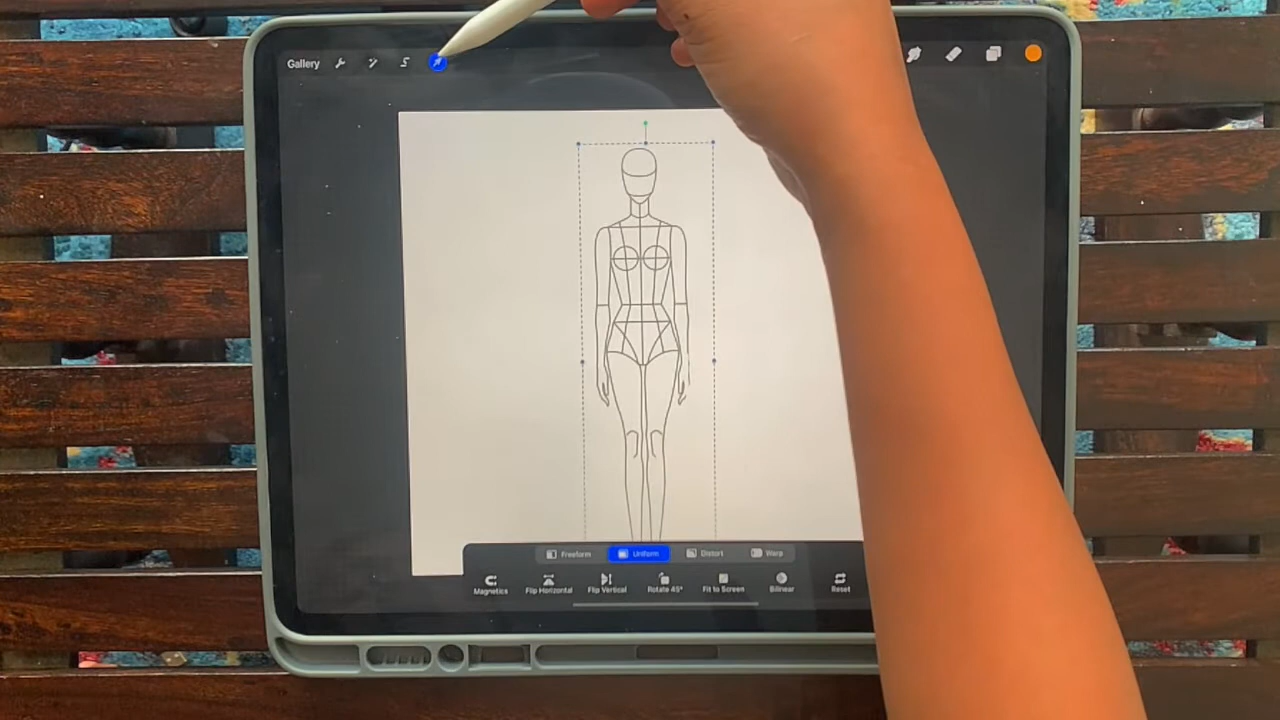 Gallery
Freeform Uniform Distort Warp
Magnetics Flip Horizontal Flip Vertical Rotate 45° Fit to Screen Bilinear Reset